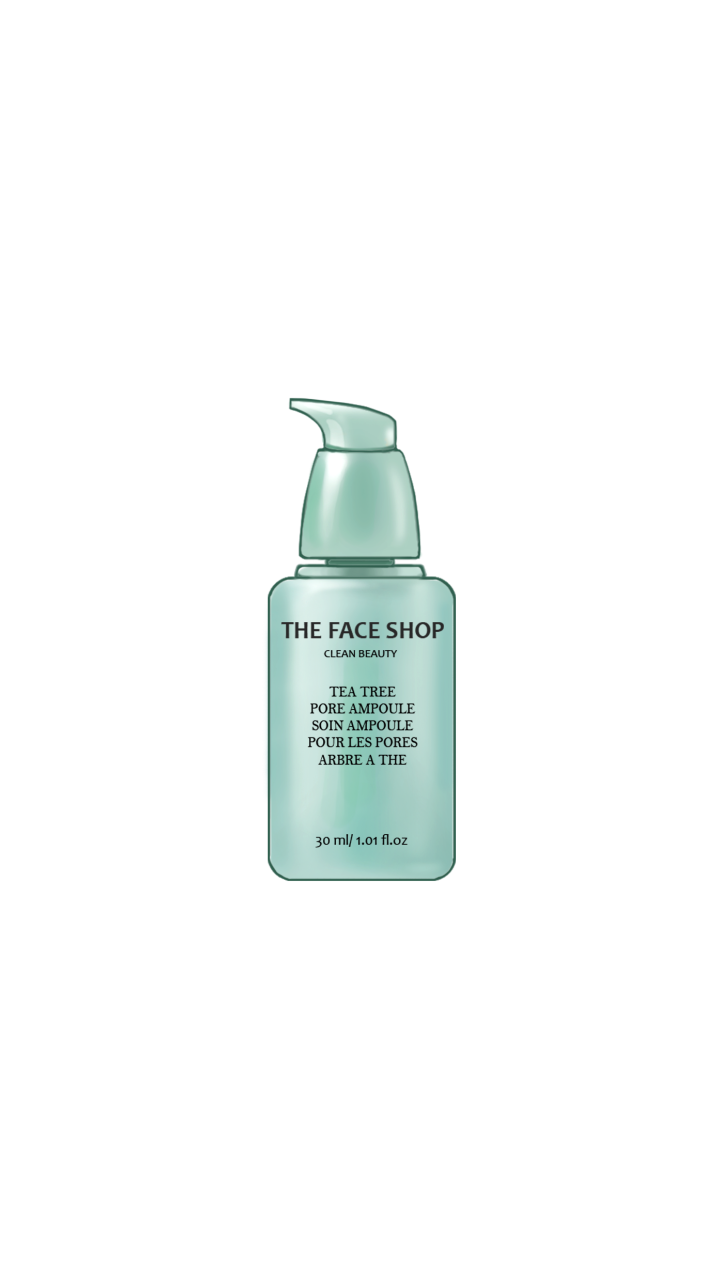 THE FACE SHOP
CLEAN BEAUTY
TEA TREE
PORE AMPOULE
SOIN AMPOULE
POUR LES PORES
ARBRE A THE
30 ml/ 1.01 fl.oz